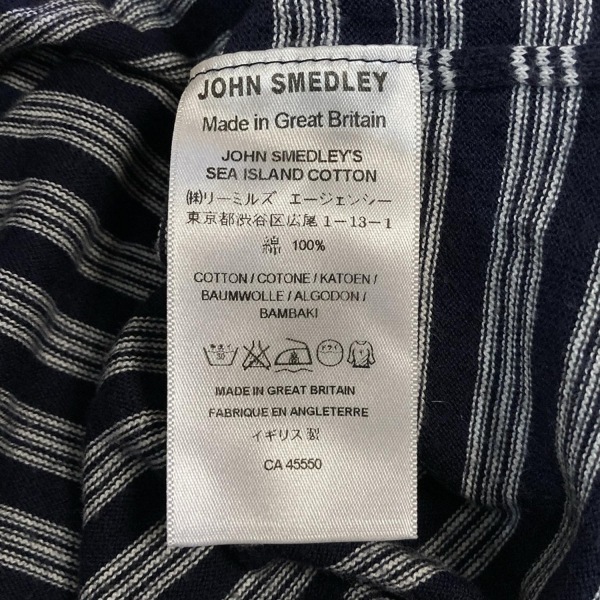 JOHN SMEDLEY
Made in Great Britain
JOHN SMEDLEY'S
SEA ISLAND COTTON
㈱リーミルズ エージェンシー
東京都渋谷区広尾1-13-1
綿 100%
COTTON / COTONE / KATOEN /
BAUMWOLLE / ALGODON /
BAMBAKI
ドライ
MADE IN GREAT BRITAIN
FABRIQUE EN ANGLETERRE
イギリス製
CA 45550